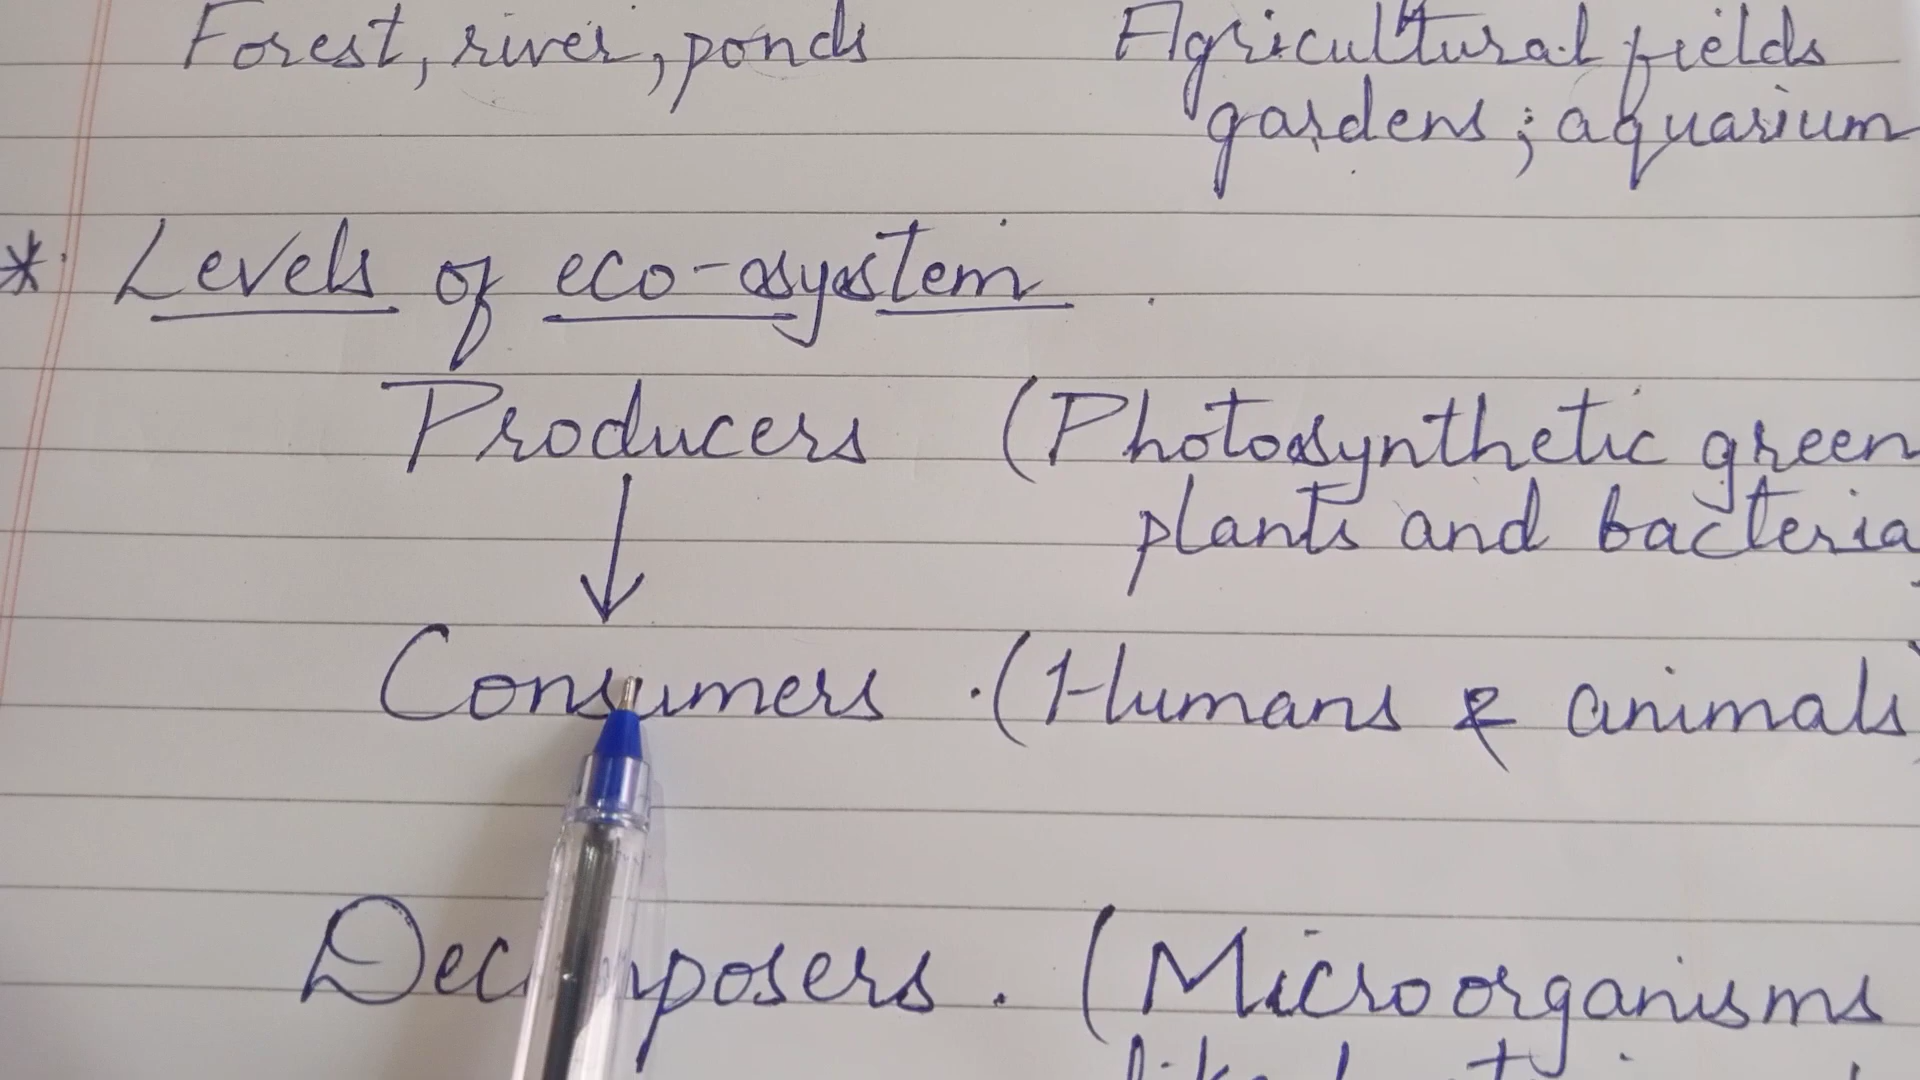 Forest, river, ponds
Agricultural fields
gardens; aquarium
* Levels of eco-system.
Producers (Photosynthetic green
plants and bacteria
Consumers. (Humans & animals)
Decomposers. (Microorganisms